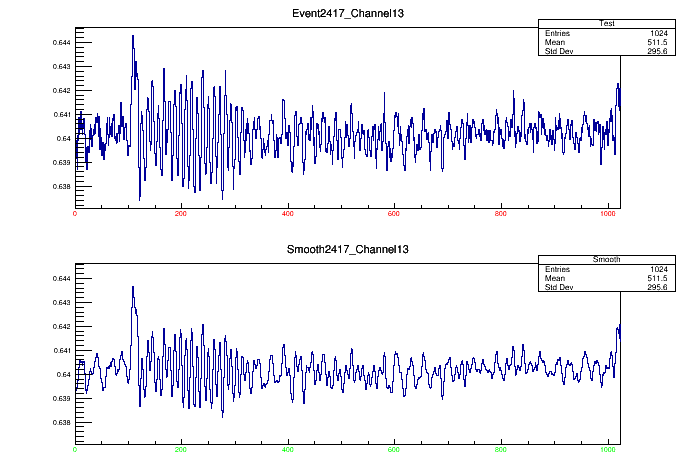 Event2417_Channel13
Test
Entries 1024
Mean 511.5
Std Dev 295.6
0.644
0.643
0.642
0.641
0.64
0.639
0.638
0 200 400 600 800 1000
Smooth2417_Channel13
Smooth
Entries 1024
Mean 511.5
Std Dev 295.6
0.644
0.643
0.642
0.641
0.64
0.639
0.638
0 200 400 600 800 1000